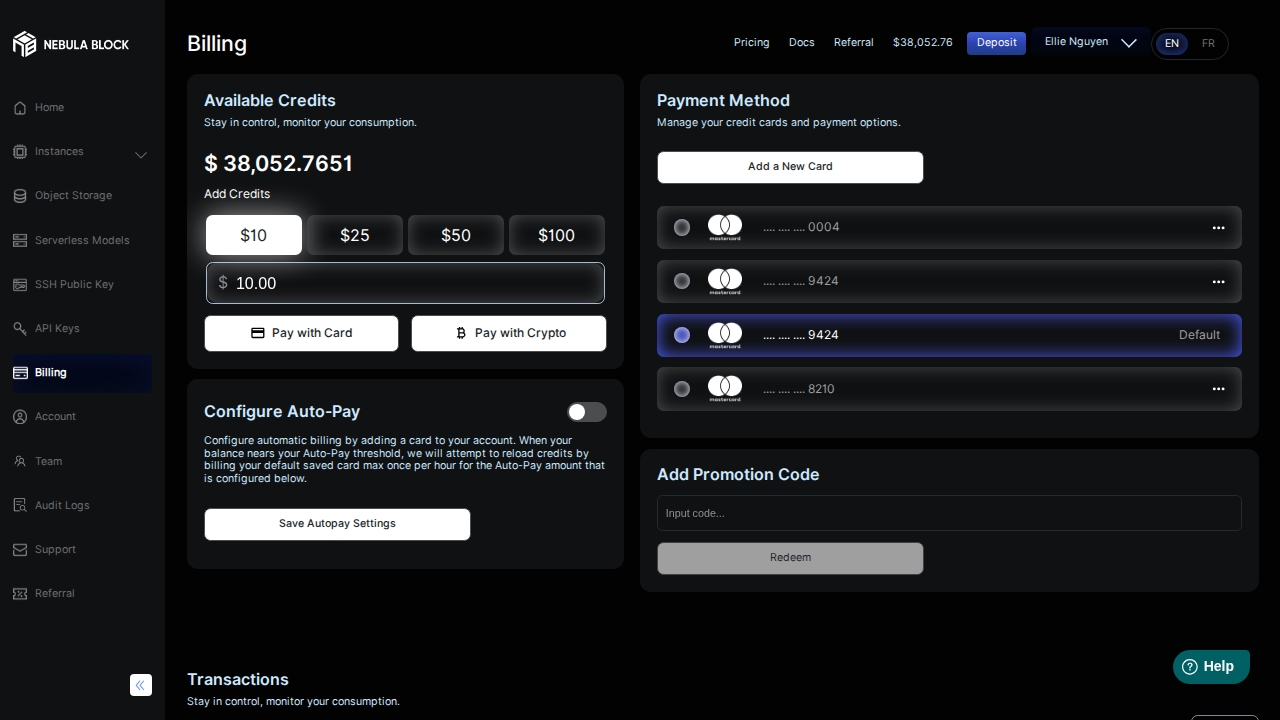 NEBULA BLOCK
Home
Instances
Object Storage
Serverless Models
SSH Public Key
API Keys
Billing
Account
Team
Audit Logs
Support
Referral
Billing
Pricing
Docs
Referral
$38,052.76
Deposit
Ellie Nguyen
EN
FR
Available Credits
Stay in control, monitor your consumption.
$ 38,052.7651
Add Credits
$10
$25
$50
$100
$ 10.00
Pay with Card
Pay with Crypto
Configure Auto-Pay
Configure automatic billing by adding a card to your account. When your
balance nears your Auto-Pay threshold, we will attempt to reload credits by
billing your default saved card max once per hour for the Auto-Pay amount that
is configured below.
Save Autopay Settings
Payment Method
Manage your credit cards and payment options.
Add a New Card
mastercard
.... .... .... 0004
mastercard
.... .... .... 9424
mastercard
.... .... .... 9424
Default
mastercard
.... .... .... 8210
Add Promotion Code
Input code...
Redeem
Transactions
Stay in control, monitor your consumption.
Help